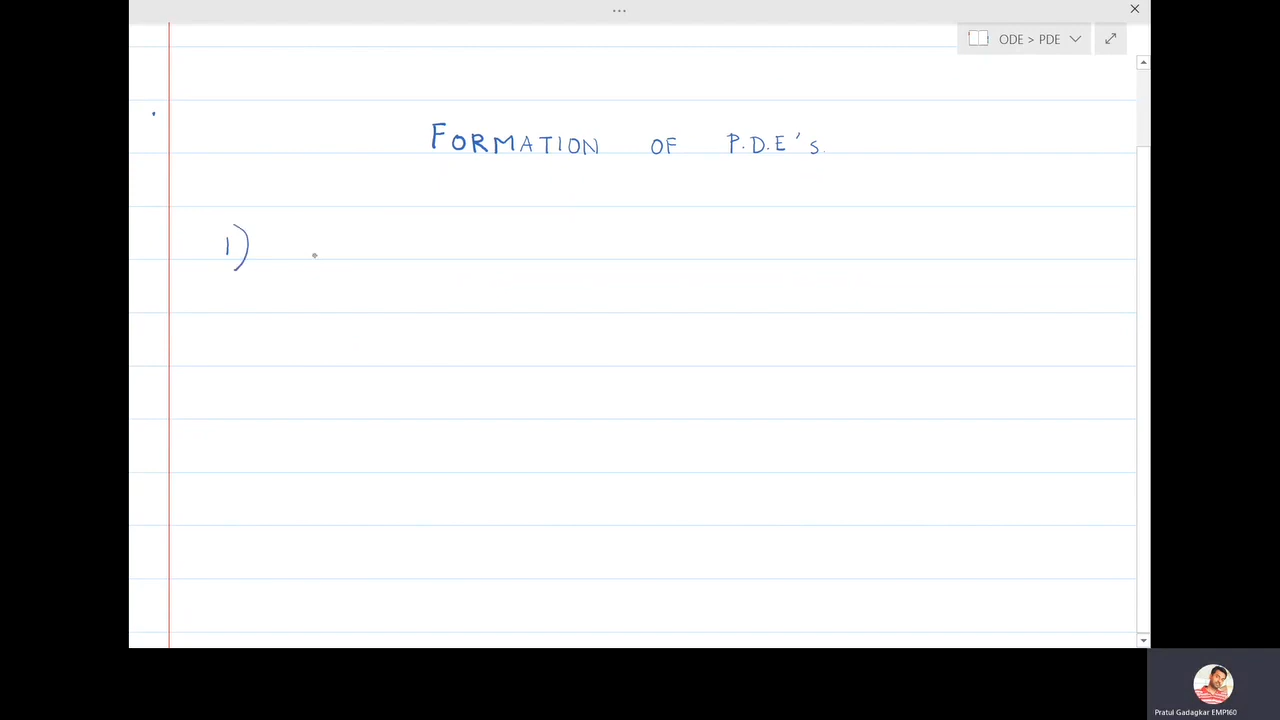 ...
ODE > PDE
FORMATION OF P.D.E's.
1)
Pratul Gadagkar EMP160